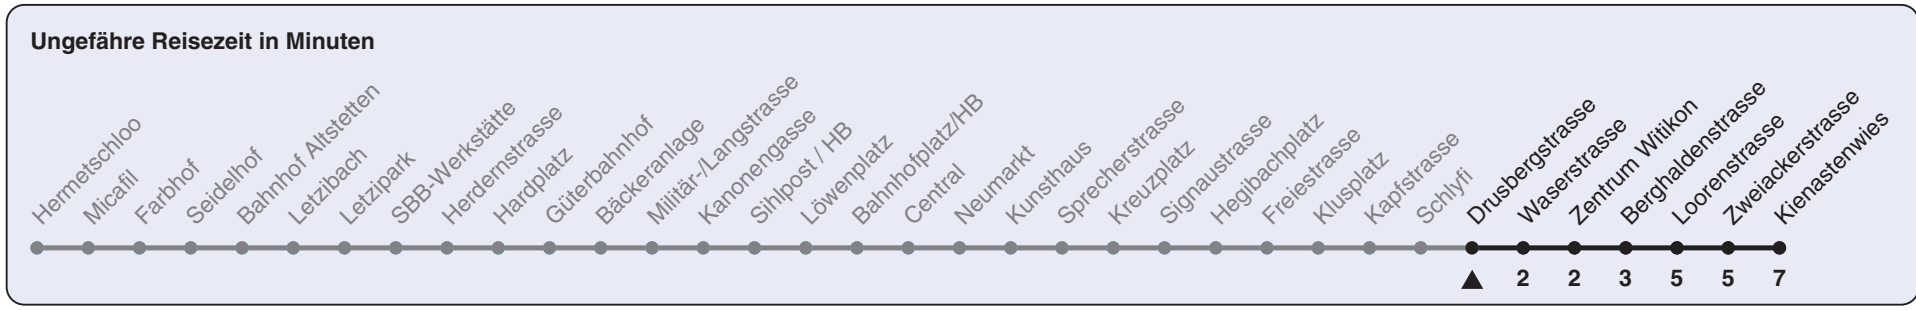 Ungefähre Reisezeit in Minuten
Hermetschloo
Micafil
Farbhof
Seidelhof
Bahnhof Altstetten
Letzibach
Letzipark
SBB-Werkstätte
Herdernstrasse
Hardplatz
Güterbahnhof
Bäckeranlage
Militär-/Langstrasse
Kanonengasse
Sihlpost / HB
Löwenplatz
Bahnhofplatz/HB
Central
Neumarkt
Kunsthaus
Sprecherstrasse
Kreuzplatz
Signaustrasse
Hegibachplatz
Freiestrasse
Klusplatz
Kapfstrasse
Schlyfi
Drusbergstrasse
Waserstrasse
Zentrum Witikon
Berghaldenstrasse
Loorenstrasse
Zweiackerstrasse
Kienastenwies
2 2 3 5 5 7